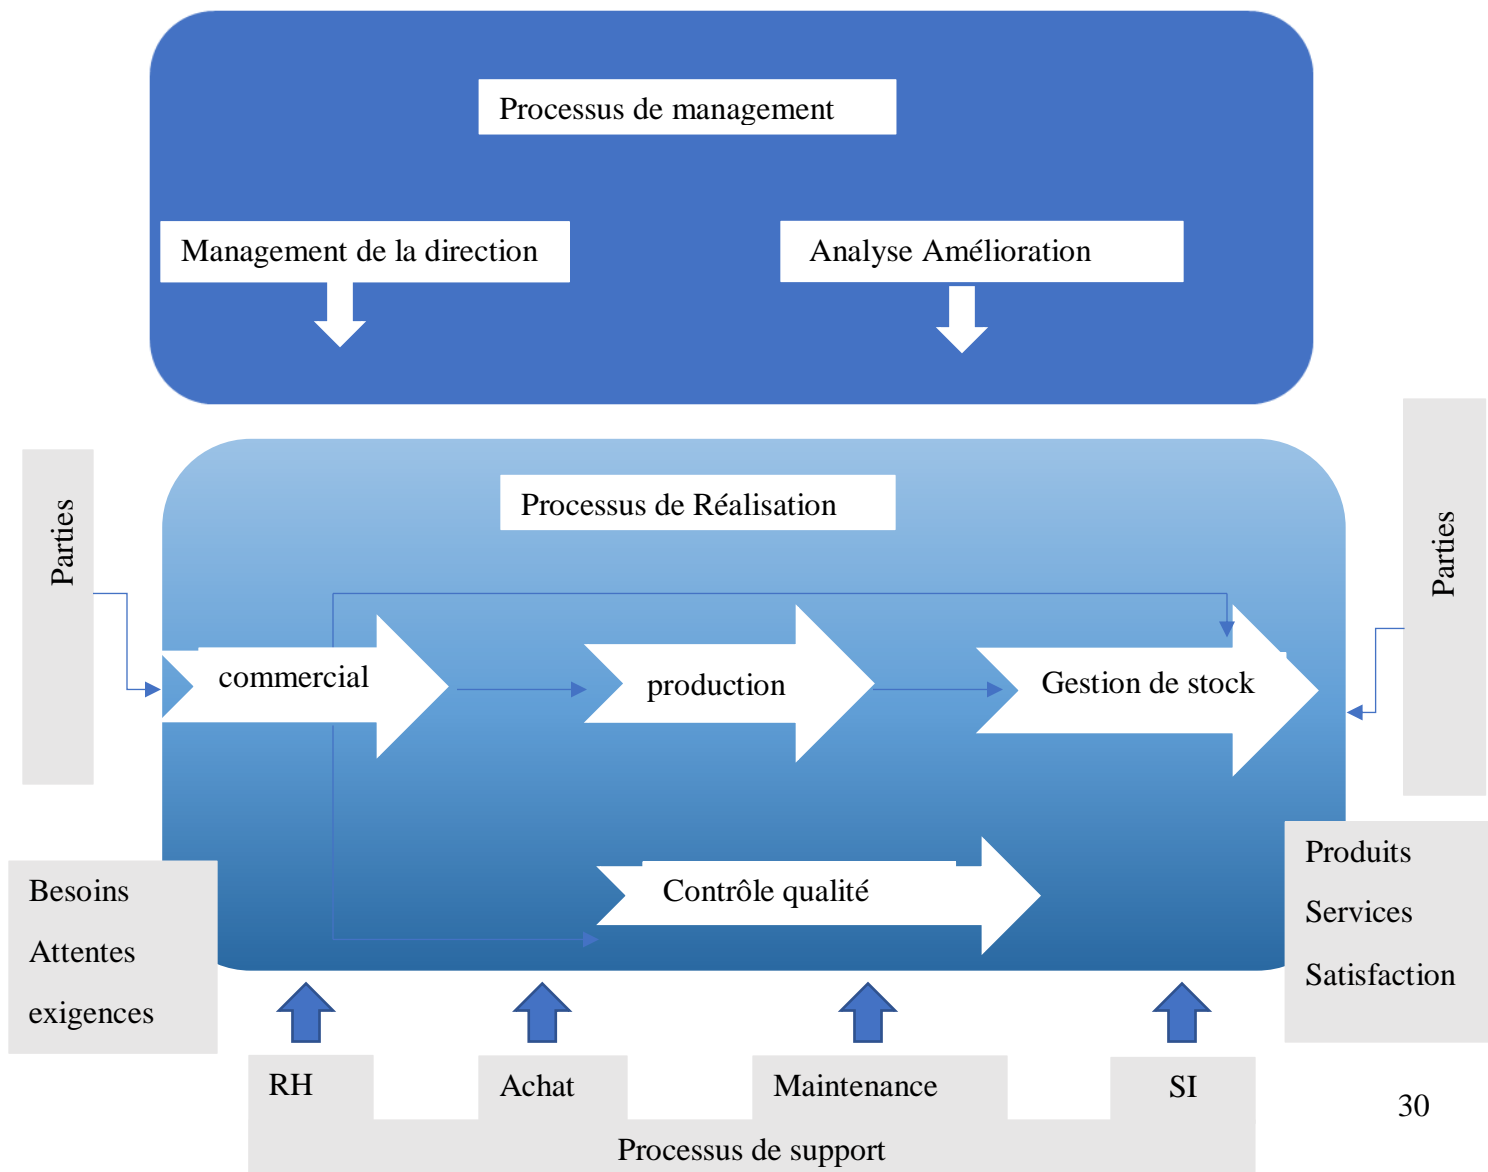 Processus de management
Management de la direction
Analyse Amélioration
Parties
Processus de Réalisation
Parties
commercial
production
Gestion de stock
Contrôle qualité
Besoins
Attentes
exigences
Produits
Services
Satisfaction
RH
Achat
Maintenance
SI
Processus de support
30